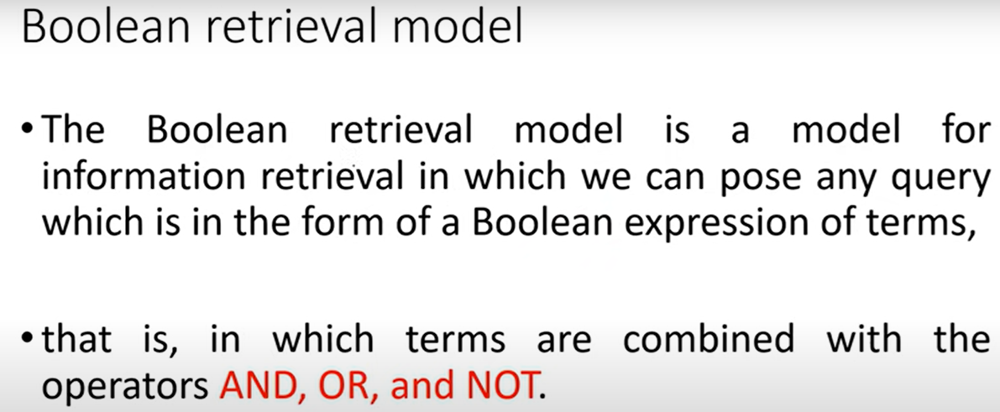 Boolean retrieval model
• The Boolean retrieval model is a model for
information retrieval in which we can pose any query
which is in the form of a Boolean expression of terms,
• that is, in which terms are combined with the
operators AND, OR, and NOT.